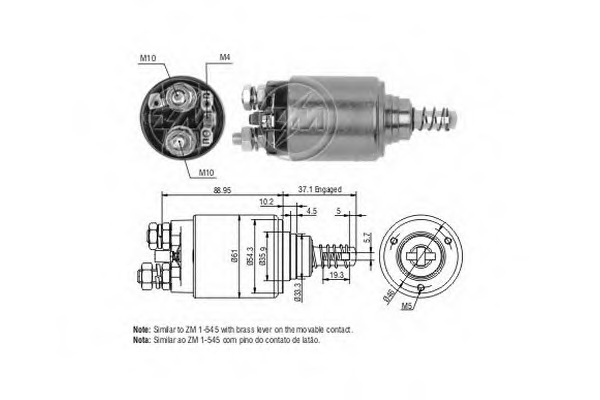 M10
M4
M10
88.95
37.1 Engaged
10.2
4.5
5
Ø61
Ø54.3
Ø35.9
Ø33.3
19.3
5.7
Ø46
M5
Note: Similar to ZM 1-545 with brass lever on the movable contact.
Nota: Similar ao ZM 1-545 com pino do contato de latão.